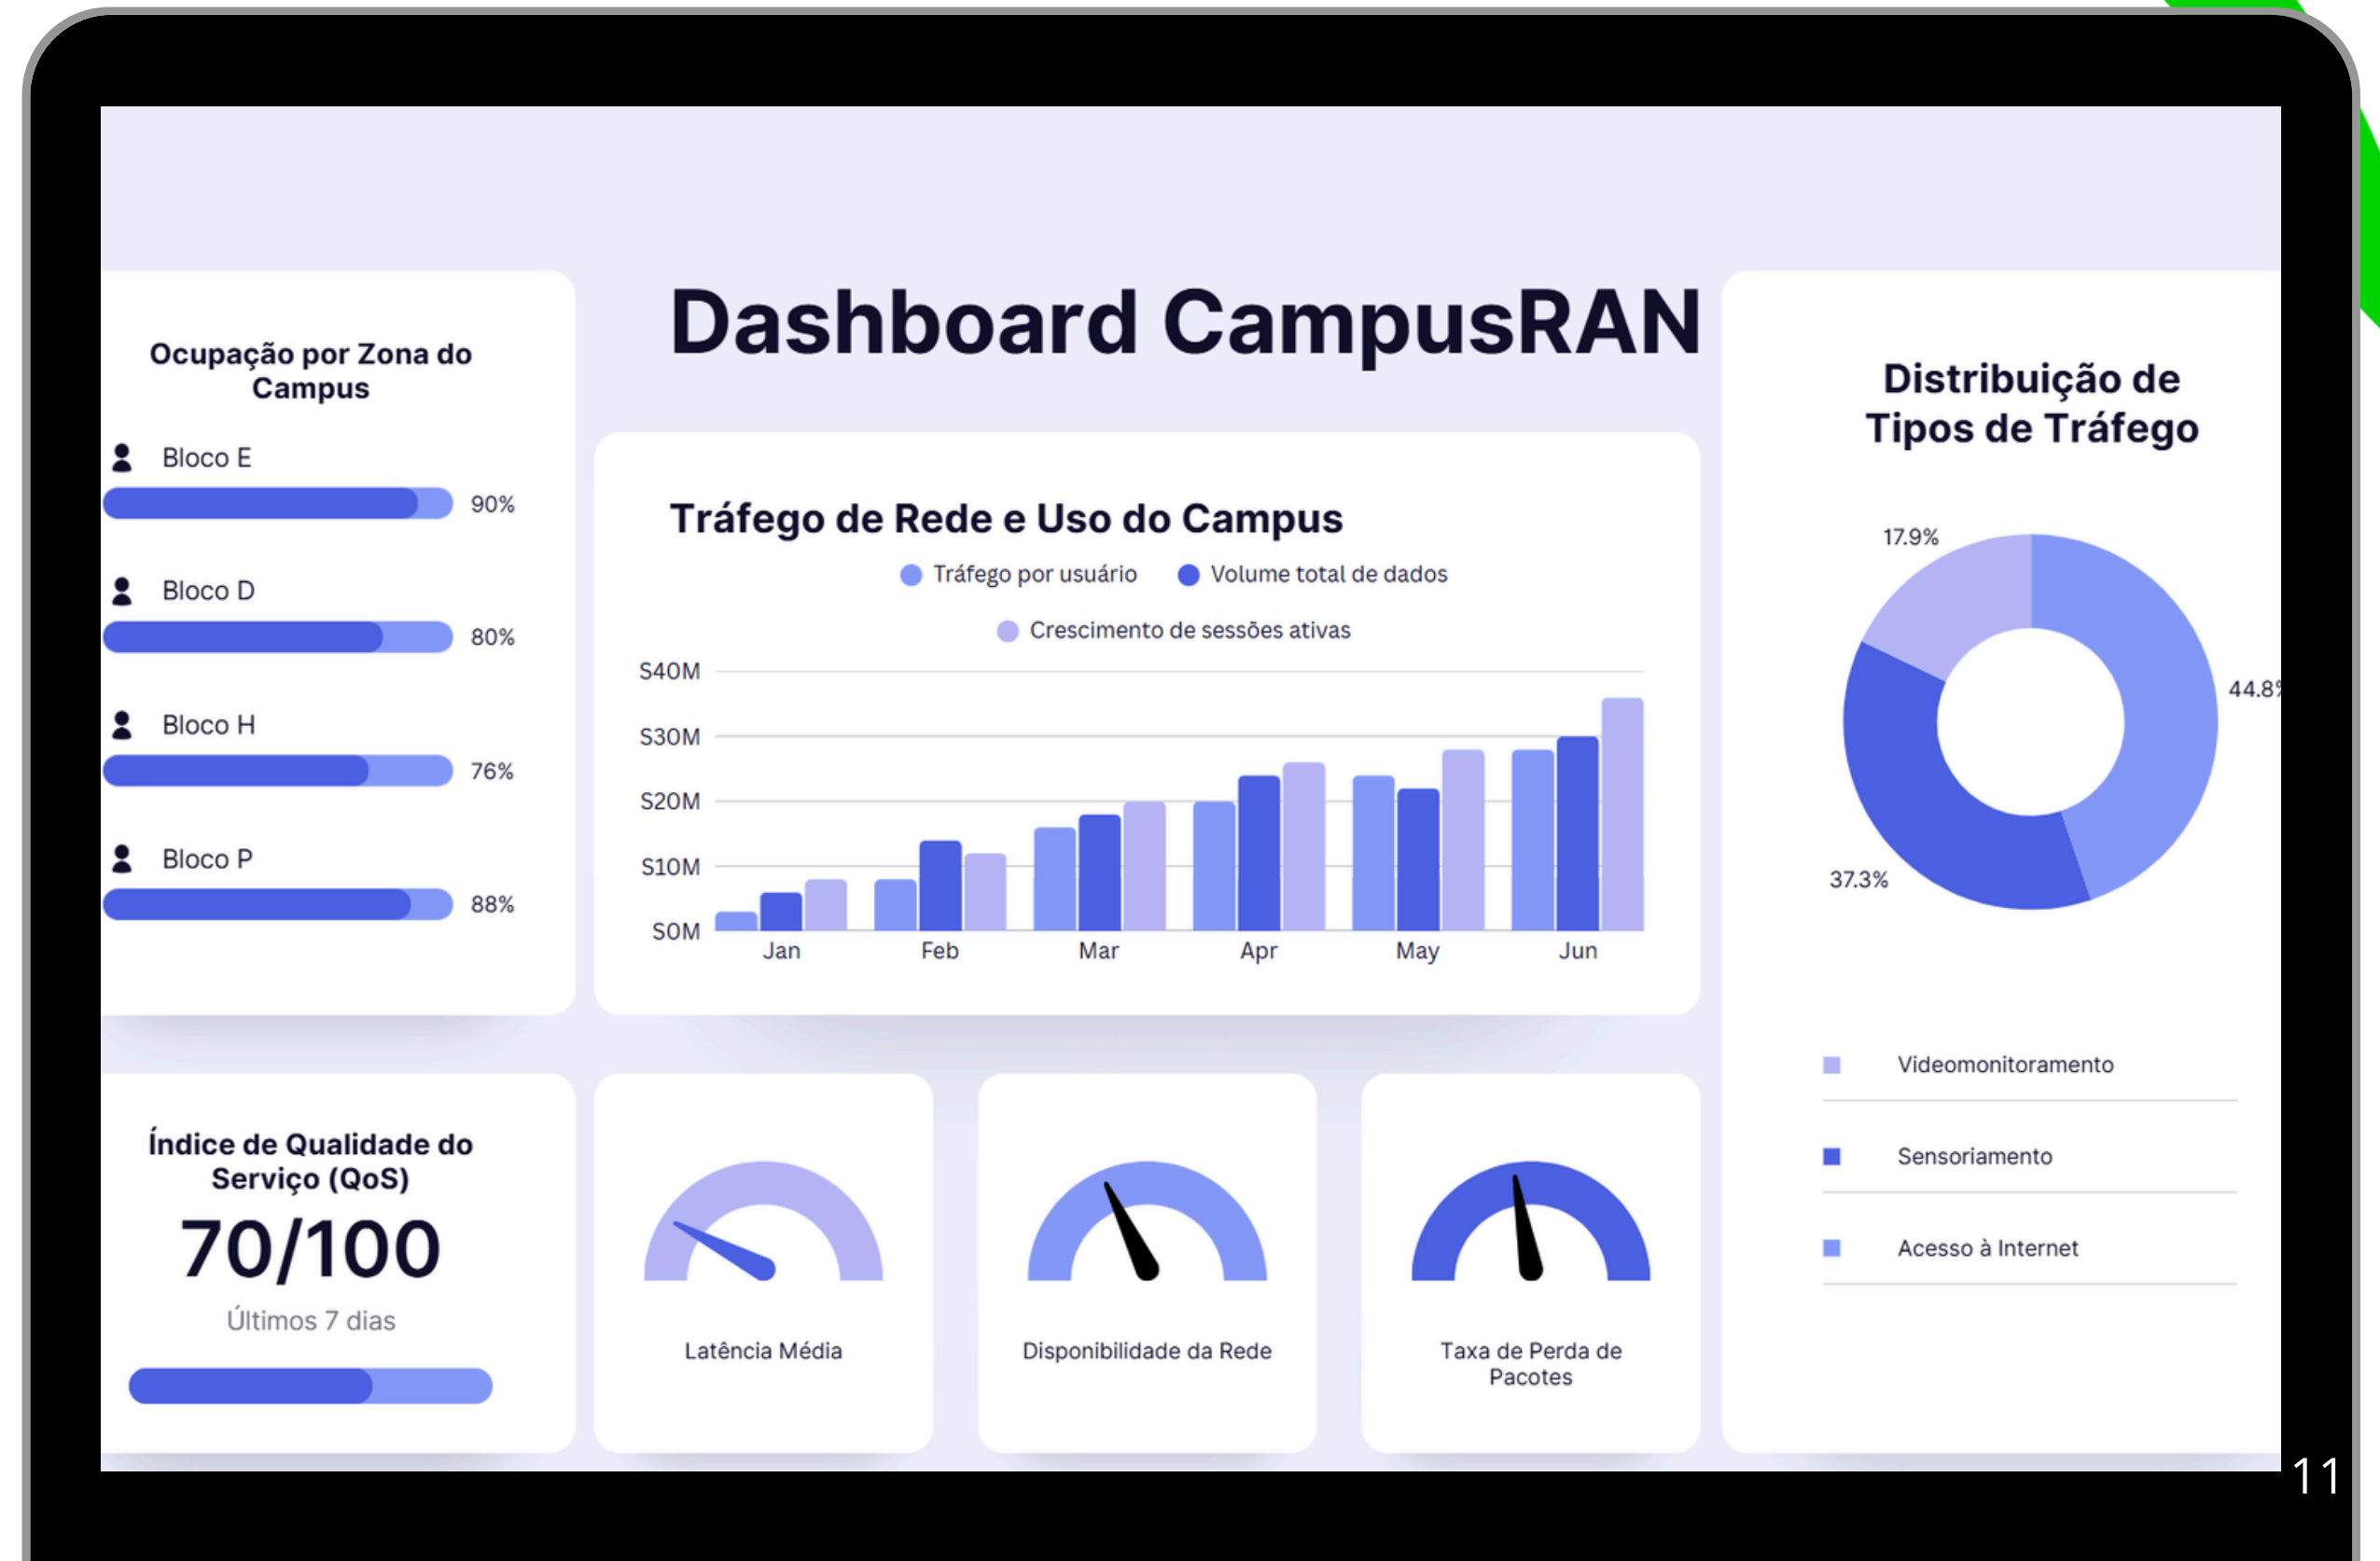 Dashboard CampusRAN
Ocupação por Zona do
Campus
Bloco E
90%
Bloco D
80%
Bloco H
76%
Bloco P
88%
Tráfego de Rede e Uso do Campus
Tráfego por usuário
Volume total de dados
Crescimento de sessões ativas
S40M
S30M
S20M
S10M
S0M
Jan Feb Mar Apr May Jun
Distribuição de
Tipos de Tráfego
17.9%
44.8%
37.3%
Videomonitoramento
Sensoriamento
Acesso à Internet
Índice de Qualidade do
Serviço (QoS)
70/100
Últimos 7 dias
Latência Média
Disponibilidade da Rede
Taxa de Perda de
Pacotes
11